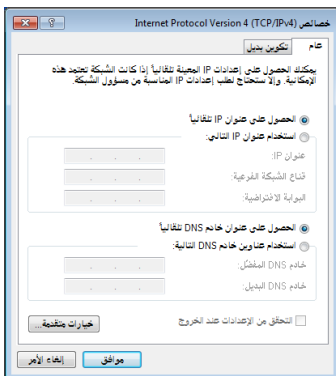 خصائص Internet Protocol Version 4 (TCP/IPv4)
عام
تكوين بديل
يمكنك الحصول على إعدادات IP المعينة تلقائياً إذا كانت الشبكة تعتمد هذه
الإمكانية. وإلا ستحتاج لطلب إعدادات IP المناسبة من مسؤول الشبكة.
الحصول على عنوان IP تلقائياً
استخدام عنوان IP التالي:
عنوان IP:
قناع الشبكة الفرعية:
البوابة الافتراضية:
الحصول على عنوان خادم DNS تلقائياً
استخدام عناوين خادم DNS التالية:
خادم DNS المفضّل:
خادم DNS البديل:
التحقق من الإعدادات عند الخروج
خيارات متقدمة...
موافق
إلغاء الأمر